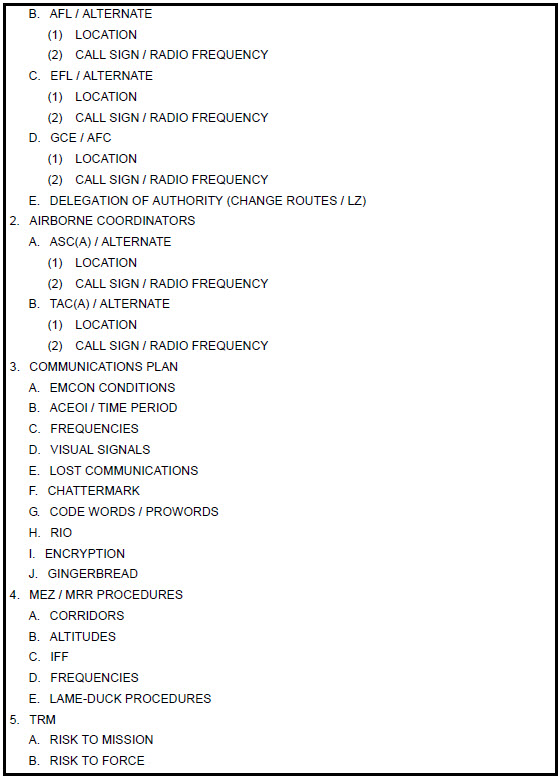 B. AFL / ALTERNATE
(1) LOCATION
(2) CALL SIGN / RADIO FREQUENCY
C. EFL / ALTERNATE
(1) LOCATION
(2) CALL SIGN / RADIO FREQUENCY
D. GCE / AFC
(1) LOCATION
(2) CALL SIGN / RADIO FREQUENCY
E. DELEGATION OF AUTHORITY (CHANGE ROUTES / LZ)
2. AIRBORNE COORDINATORS
A. ASC(A) / ALTERNATE
(1) LOCATION
(2) CALL SIGN / RADIO FREQUENCY
B. TAC(A) / ALTERNATE
(1) LOCATION
(2) CALL SIGN / RADIO FREQUENCY
3. COMMUNICATIONS PLAN
A. EMCON CONDITIONS
B. ACEOI / TIME PERIOD
C. FREQUENCIES
D. VISUAL SIGNALS
E. LOST COMMUNICATIONS
F. CHATTERMARK
G. CODE WORDS / PROWORDS
H. RIO
I. ENCRYPTION
J. GINGERBREAD
4. MEZ / MRR PROCEDURES
A. CORRIDORS
B. ALTITUDES
C. IFF
D. FREQUENCIES
E. LAME-DUCK PROCEDURES
5. TRM
A. RISK TO MISSION
B. RISK TO FORCE